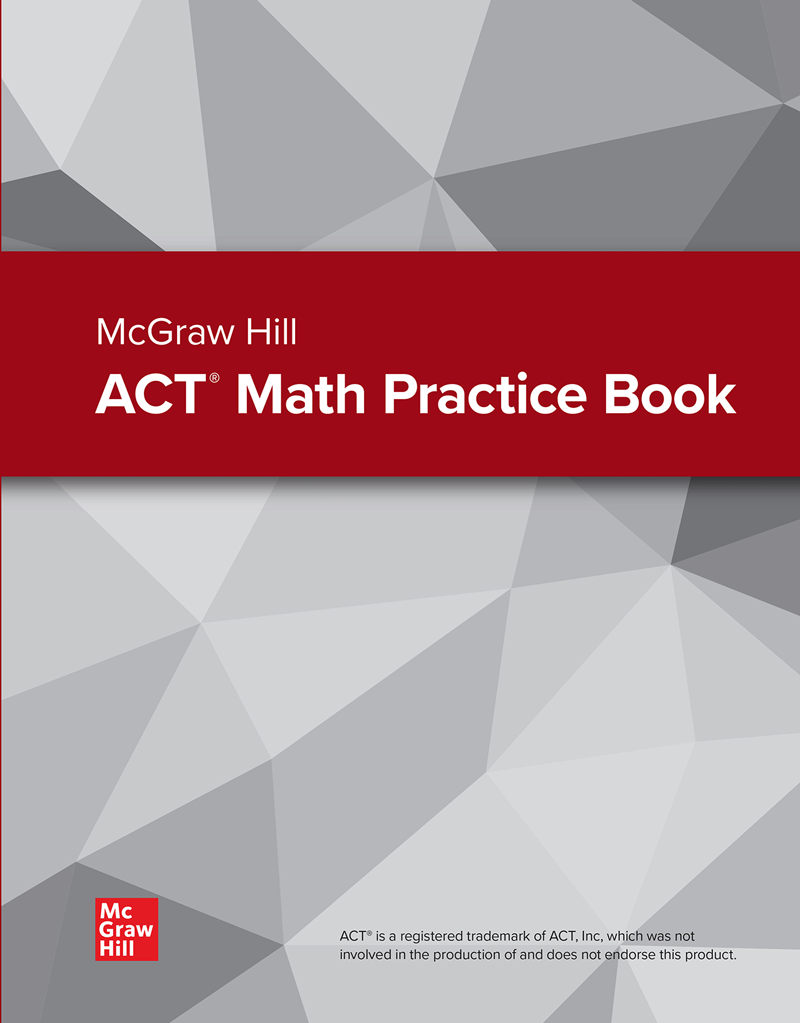 McGraw Hill
ACT® Math Practice Book
Mc
Graw
Hill
ACT® is a registered trademark of ACT, Inc, which was not
involved in the production of and does not endorse this product.